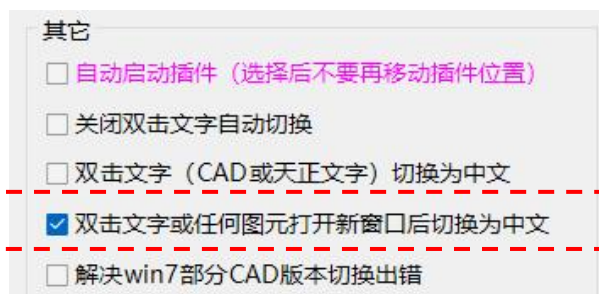 其它
自动启动插件（选择后不要再移动插件位置）
关闭双击文字自动切换
双击文字（CAD或天正文字）切换为中文
双击文字或任何图元打开新窗口后切换为中文
解决win7部分CAD版本切换出错